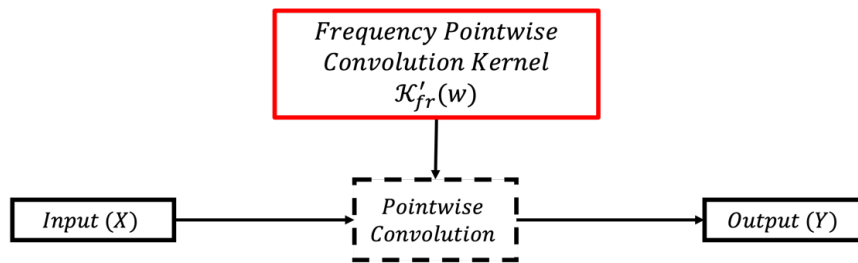 Frequency Pointwise
Convolution Kernel
𝒦′_{fr}(w)
Input (X)
Pointwise
Convolution
Output (Y)